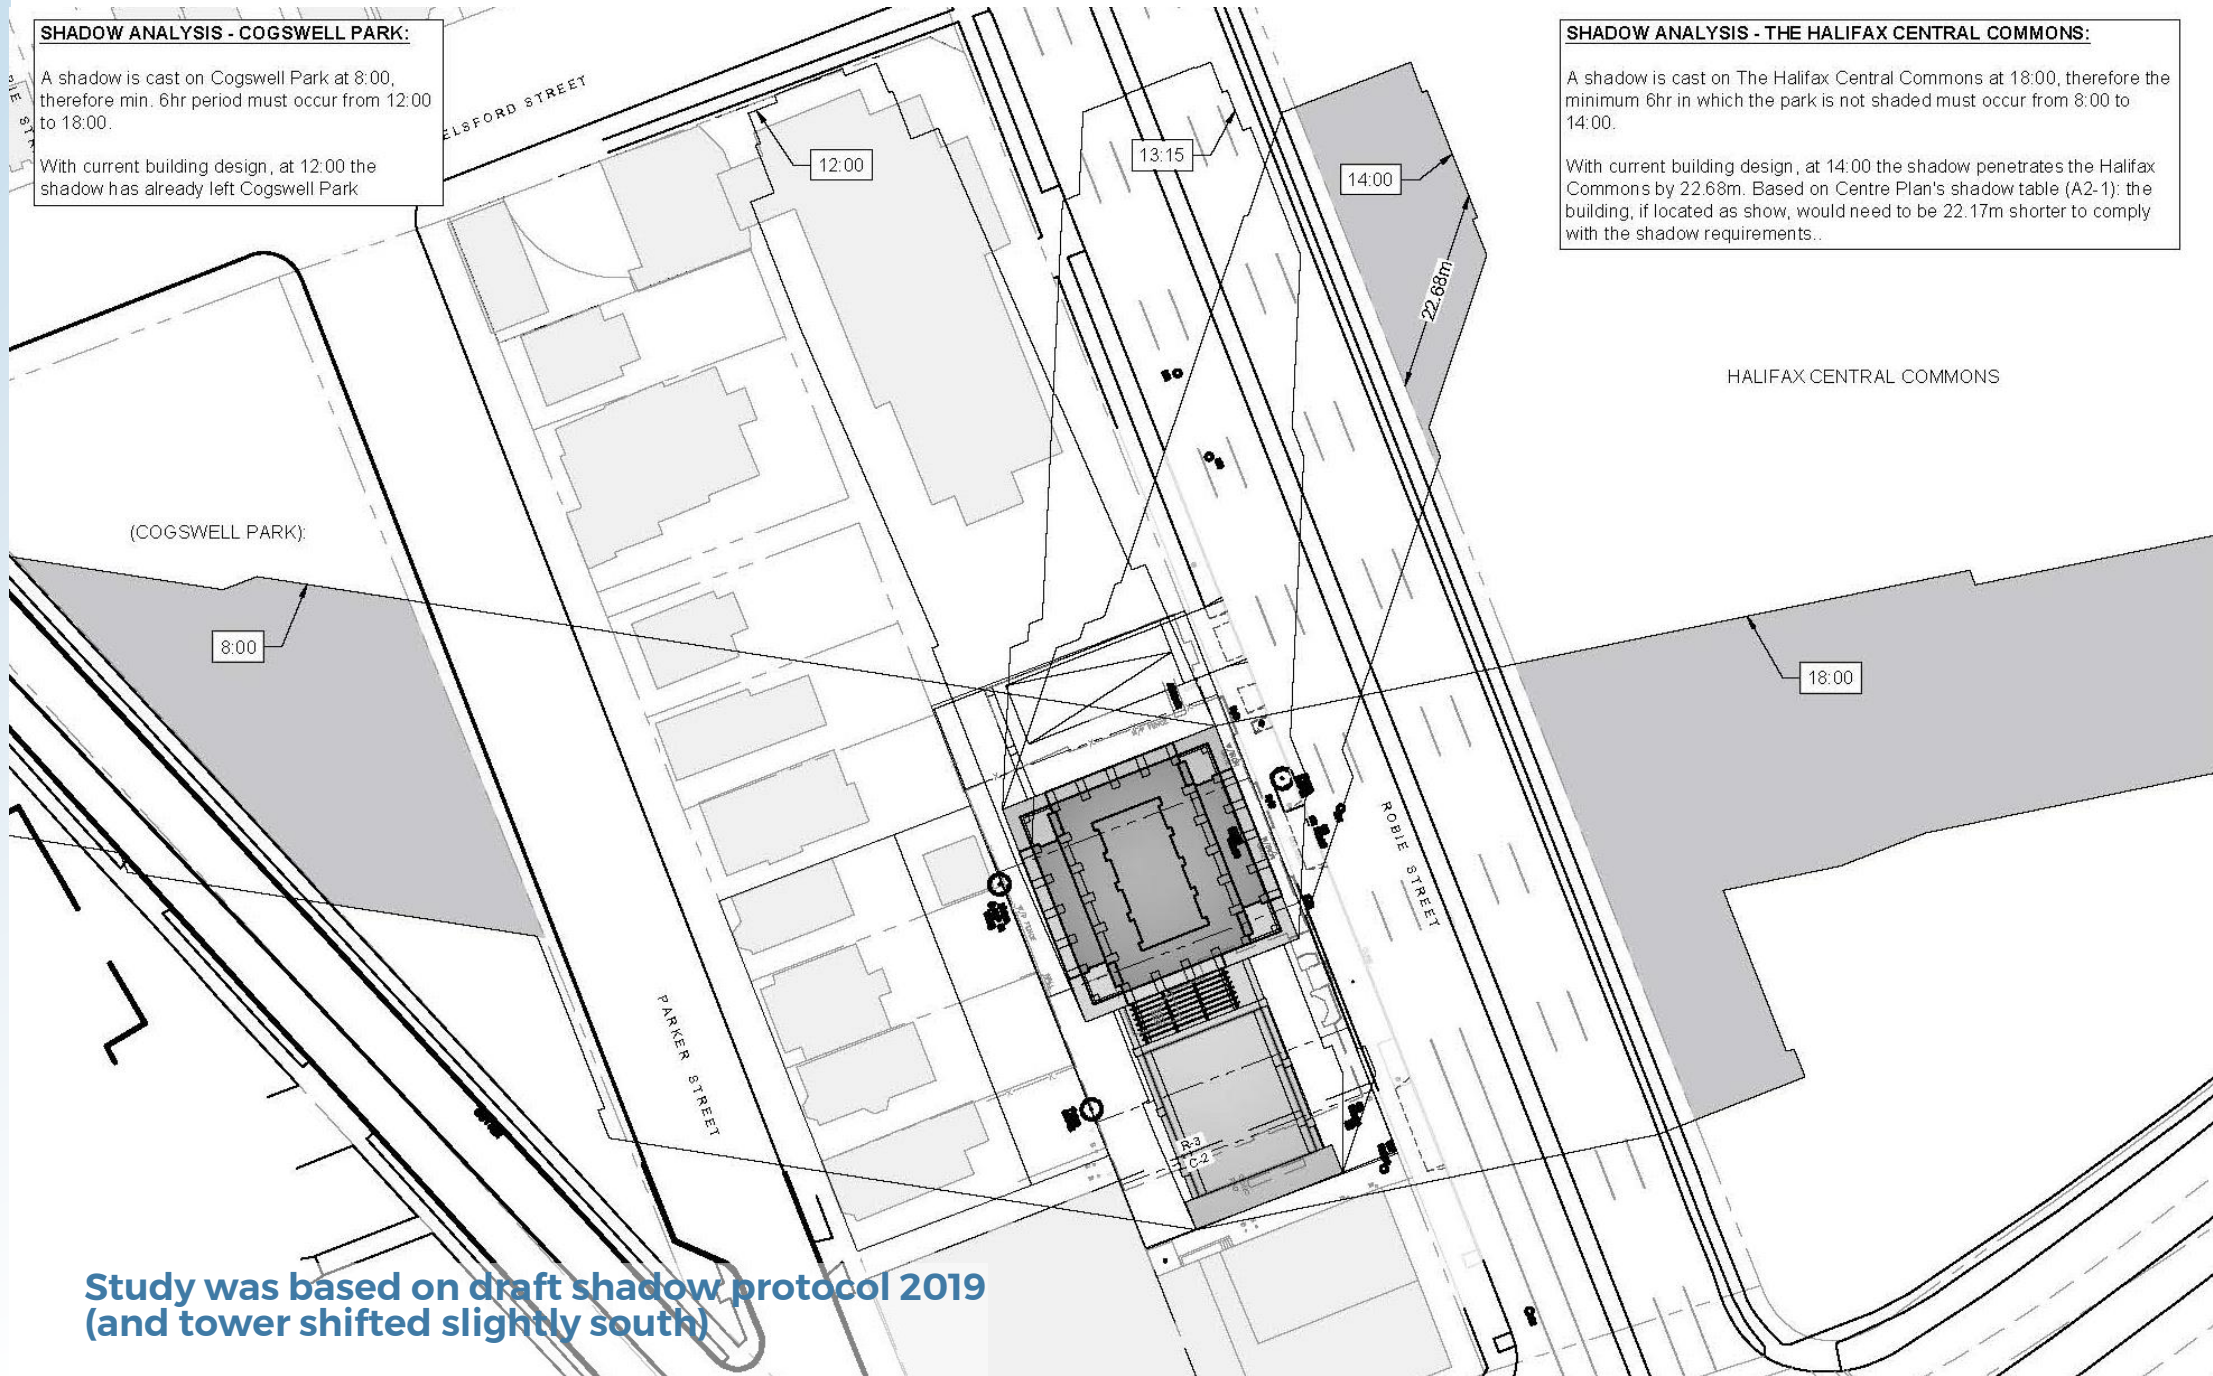 SHADOW ANALYSIS - COGSWELL PARK:
A shadow is cast on Cogswell Park at 8:00,
therefore min. 6hr period must occur from 12:00
to 18:00.
With current building design, at 12:00 the
shadow has already left Cogswell Park
SHADOW ANALYSIS - THE HALIFAX CENTRAL COMMONS:
A shadow is cast on The Halifax Central Commons at 18:00, therefore the
minimum 6hr in which the park is not shaded must occur from 8:00 to
14:00.
With current building design, at 14:00 the shadow penetrates the Halifax
Commons by 22.68m. Based on Centre Plan's shadow table (A2-1): the
building, if located as show, would need to be 22.17m shorter to comply
with the shadow requirements..
ELSFORD STREET
12:00
13:15
14:00
22.68m
HALIFAX CENTRAL COMMONS
(COGSWELL PARK):
8:00
18:00
ROBIE STREET
PARKER STREET
R-3
C-2
Study was based on draft shadow protocol 2019
(and tower shifted slightly south)